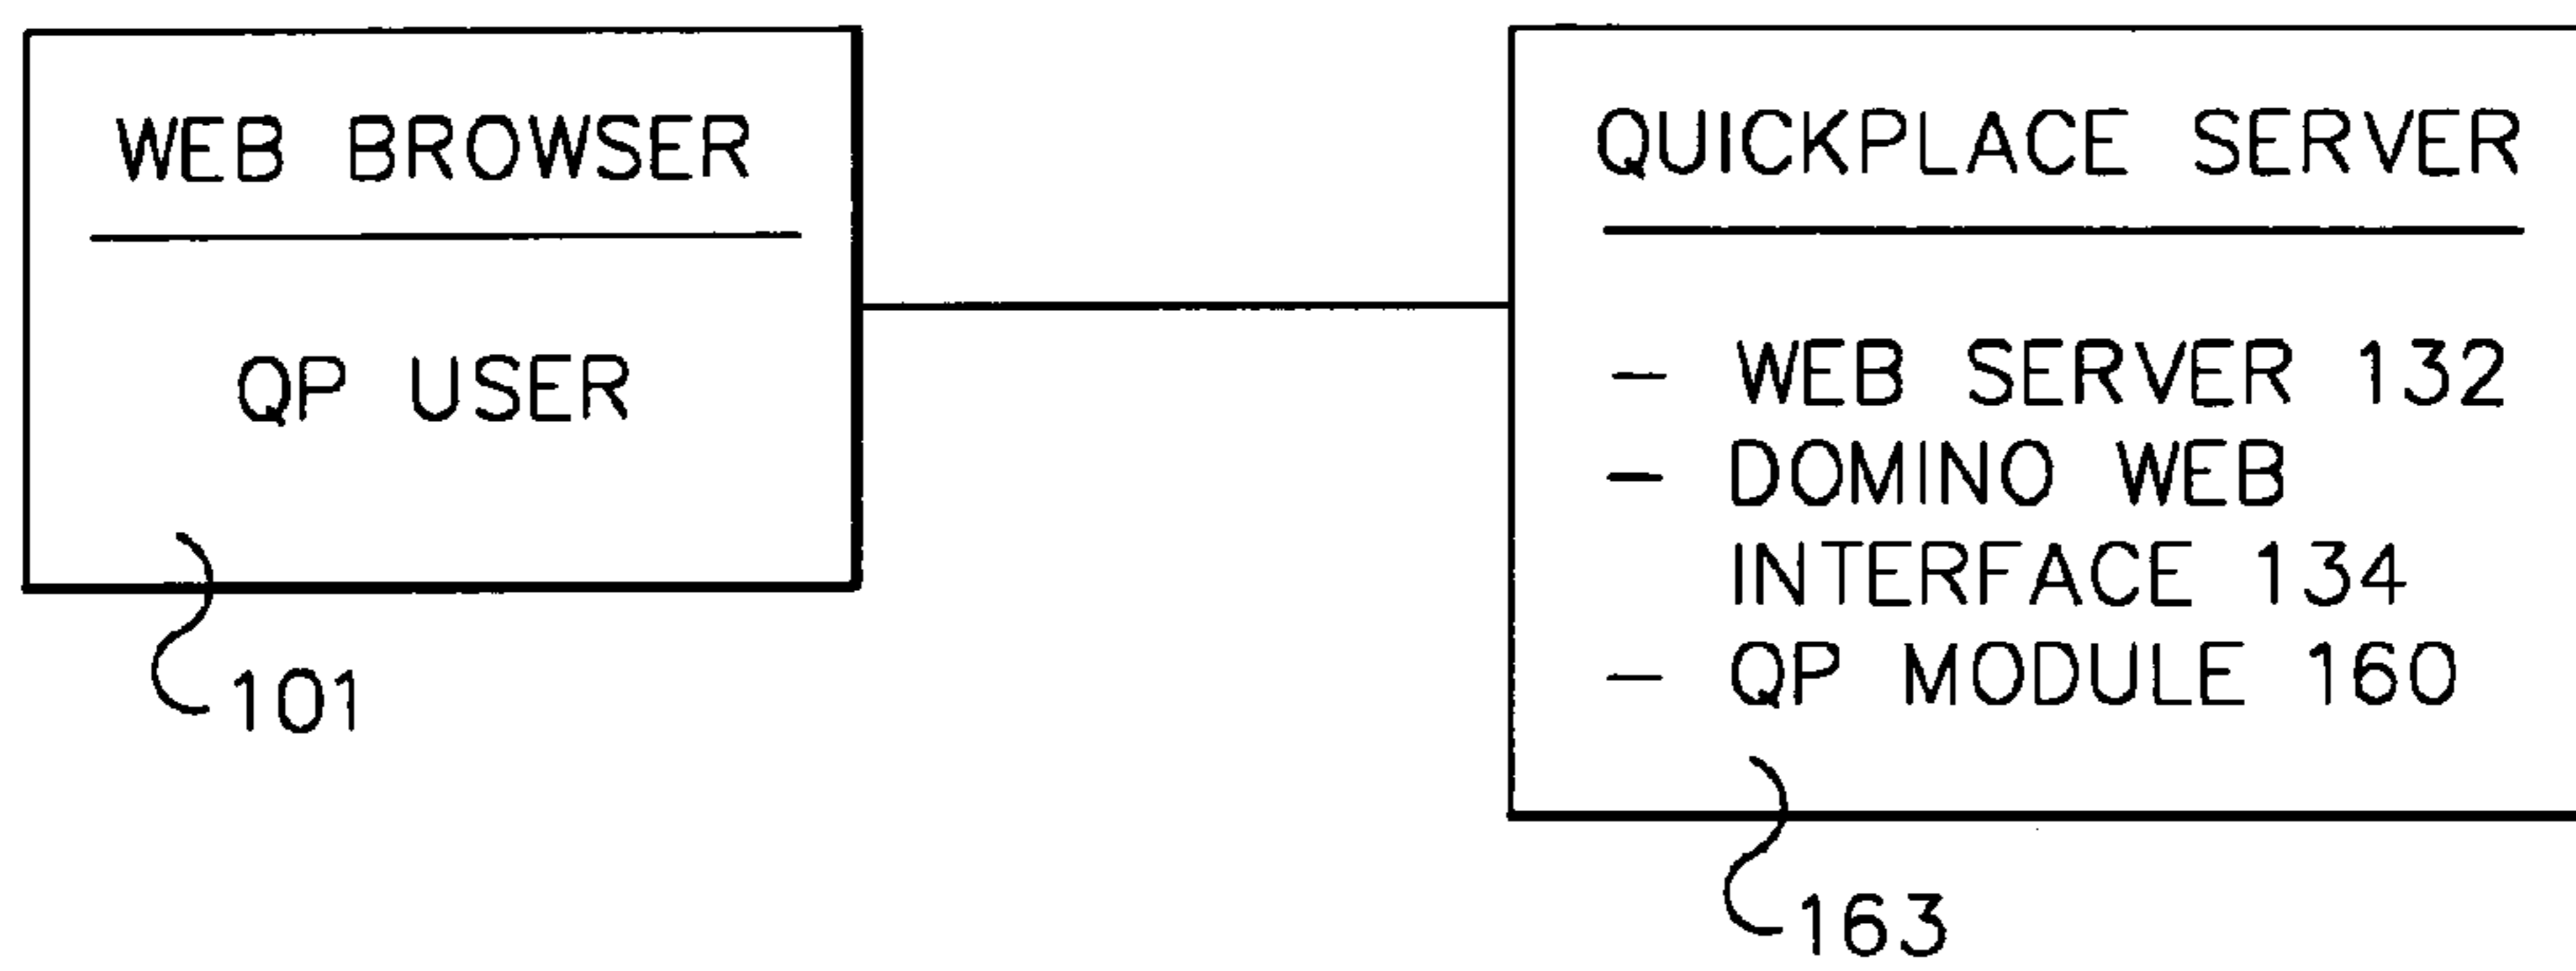 WEB BROWSER
QP USER
101
QUICKPLACE SERVER
- WEB SERVER 132
- DOMINO WEB
INTERFACE 134
- QP MODULE 160
163